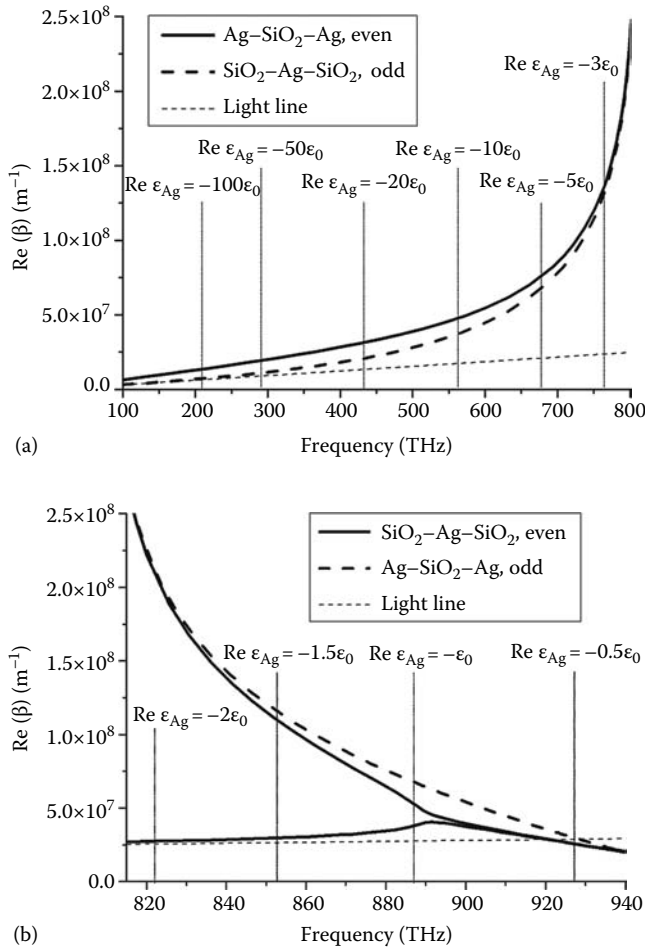 (a)
2.5×10⁸
2.0×10⁸
1.5×10⁸
1.0×10⁸
5.0×10⁷
0.0
Re (β) (m⁻¹)
Ag–SiO₂–Ag, even
SiO₂–Ag–SiO₂, odd
Light line
Re ε_Ag = −3ε₀
Re ε_Ag = −50ε₀
Re ε_Ag = −10ε₀
Re ε_Ag = −100ε₀
Re ε_Ag = −20ε₀
Re ε_Ag = −5ε₀
100 200 300 400 500 600 700 800
Frequency (THz)
(b)
2.5×10⁸
2.0×10⁸
1.5×10⁸
1.0×10⁸
5.0×10⁷
0.0
Re (β) (m⁻¹)
SiO₂–Ag–SiO₂, even
Ag–SiO₂–Ag, odd
Light line
Re ε_Ag = −1.5ε₀
Re ε_Ag = −ε₀
Re ε_Ag = −0.5ε₀
Re ε_Ag = −2ε₀
820 840 860 880 900 920 940
Frequency (THz)